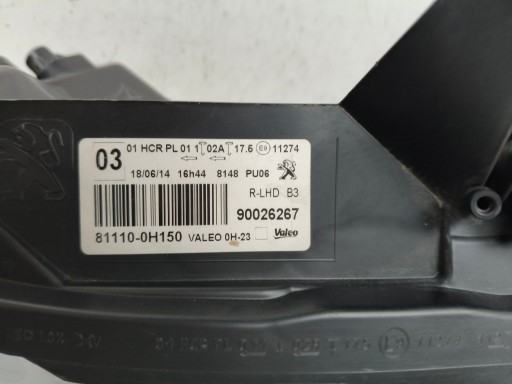 03
01 HCR PL 01 1 02A 17.5 E9 11274
18/06/14 16h44 8148 PU06
R-LHD B3
90026267
81110-0H150 VALEO 0H-23 Valeo